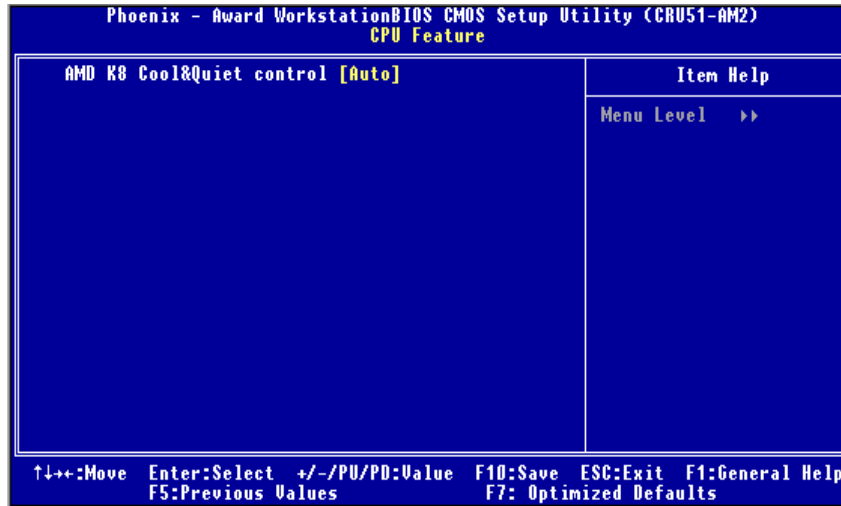 Phoenix - Award WorkstationBIOS CMOS Setup Utility (CRU51-AM2)
CPU Feature
AMD K8 Cool&Quiet control [Auto]
Item Help
Menu Level ▸▸
↑↓→←:Move Enter:Select +/-/PU/PD:Value F10:Save ESC:Exit F1:General Help
F5:Previous Values F7: Optimized Defaults